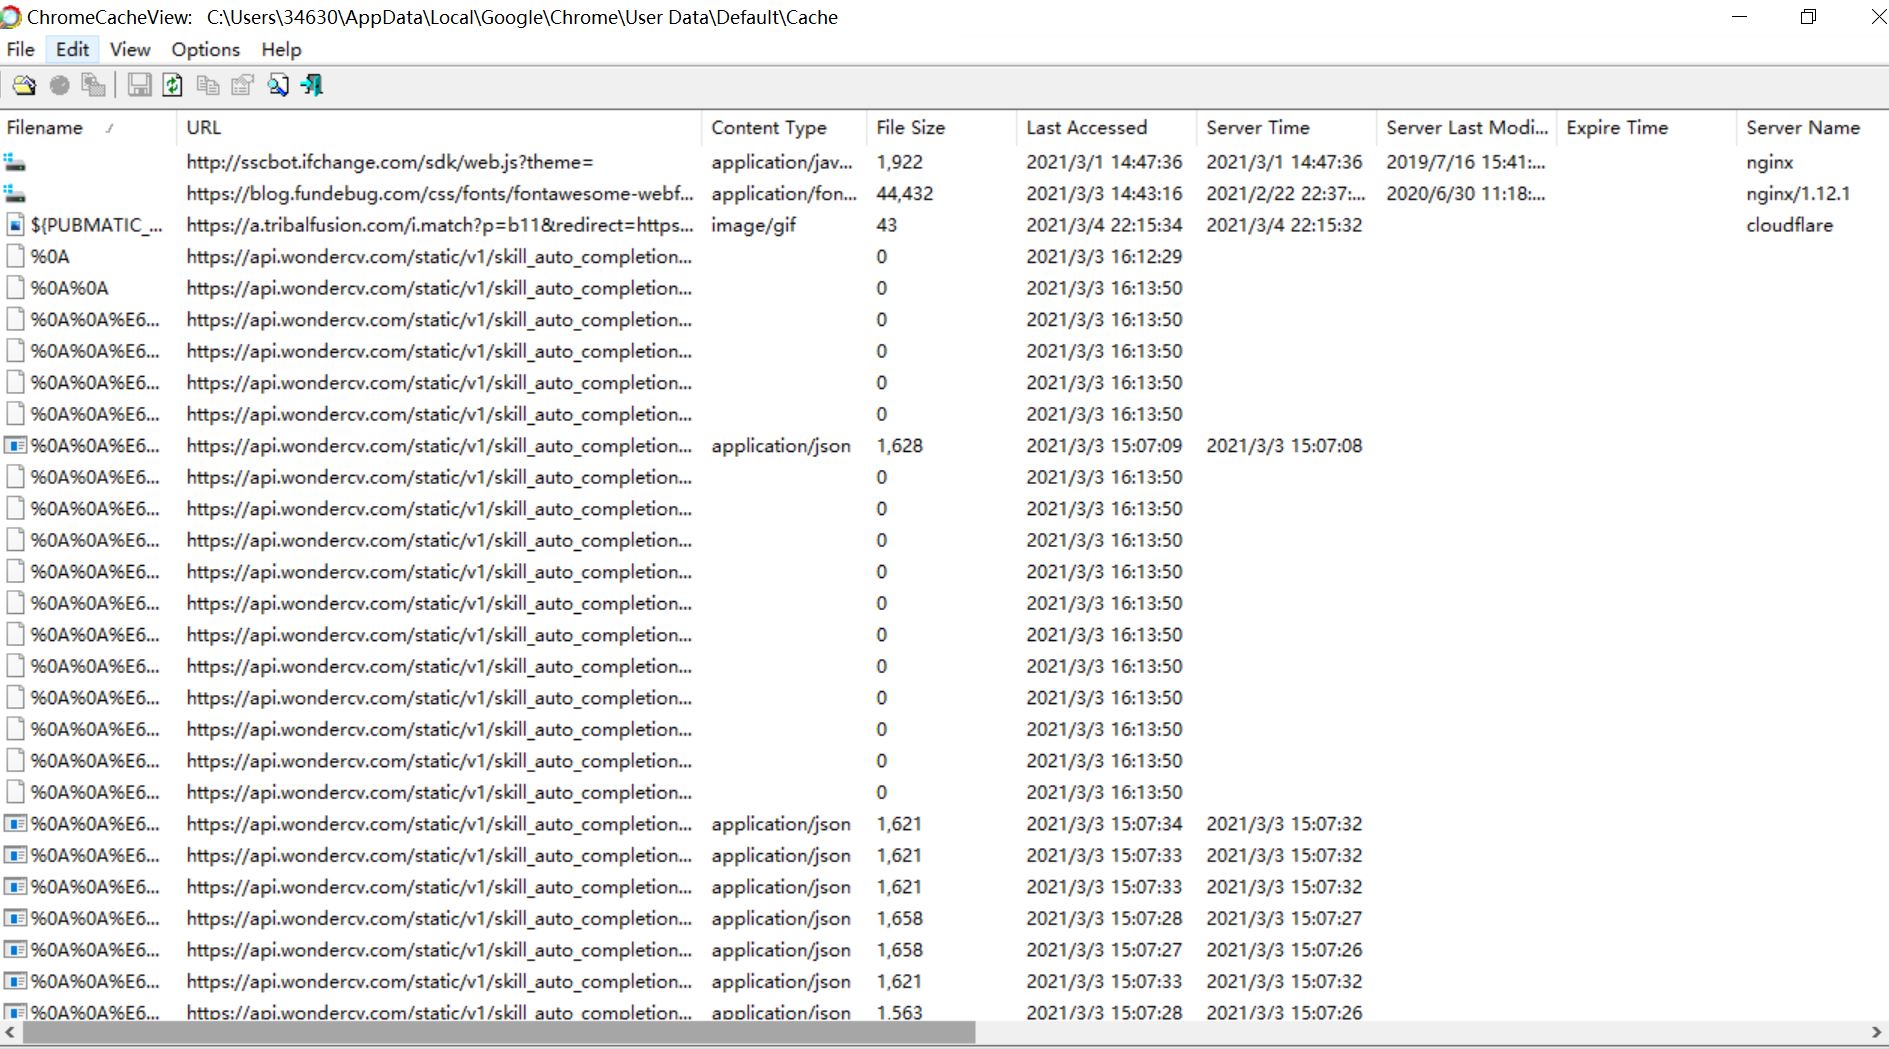 ChromeCacheView: C:\Users\34630\AppData\Local\Google\Chrome\User Data\Default\Cache
File Edit View Options Help
Filename / URL Content Type File Size Last Accessed Server Time Server Last Modi... Expire Time Server Name
http://sscbot.ifchange.com/sdk/web.js?theme= application/jav... 1,922 2021/3/1 14:47:36 2021/3/1 14:47:36 2019/7/16 15:41:... nginx
https://blog.fundebug.com/css/fonts/fontawesome-webf... application/fon... 44,432 2021/3/3 14:43:16 2021/2/22 22:37:... 2020/6/30 11:18:... nginx/1.12.1
${PUBMATIC_... https://a.tribalfusion.com/i.match?p=b11&redirect=https... image/gif 43 2021/3/4 22:15:34 2021/3/4 22:15:32 cloudflare
%0A https://api.wondercv.com/static/v1/skill_auto_completion... 0 2021/3/3 16:12:29
%0A%0A https://api.wondercv.com/static/v1/skill_auto_completion... 0 2021/3/3 16:13:50
%0A%0A%E6... https://api.wondercv.com/static/v1/skill_auto_completion... 0 2021/3/3 16:13:50
%0A%0A%E6... https://api.wondercv.com/static/v1/skill_auto_completion... 0 2021/3/3 16:13:50
%0A%0A%E6... https://api.wondercv.com/static/v1/skill_auto_completion... 0 2021/3/3 16:13:50
%0A%0A%E6... https://api.wondercv.com/static/v1/skill_auto_completion... 0 2021/3/3 16:13:50
%0A%0A%E6... https://api.wondercv.com/static/v1/skill_auto_completion... application/json 1,628 2021/3/3 15:07:09 2021/3/3 15:07:08
%0A%0A%E6... https://api.wondercv.com/static/v1/skill_auto_completion... 0 2021/3/3 16:13:50
%0A%0A%E6... https://api.wondercv.com/static/v1/skill_auto_completion... 0 2021/3/3 16:13:50
%0A%0A%E6... https://api.wondercv.com/static/v1/skill_auto_completion... 0 2021/3/3 16:13:50
%0A%0A%E6... https://api.wondercv.com/static/v1/skill_auto_completion... 0 2021/3/3 16:13:50
%0A%0A%E6... https://api.wondercv.com/static/v1/skill_auto_completion... 0 2021/3/3 16:13:50
%0A%0A%E6... https://api.wondercv.com/static/v1/skill_auto_completion... 0 2021/3/3 16:13:50
%0A%0A%E6... https://api.wondercv.com/static/v1/skill_auto_completion... 0 2021/3/3 16:13:50
%0A%0A%E6... https://api.wondercv.com/static/v1/skill_auto_completion... 0 2021/3/3 16:13:50
%0A%0A%E6... https://api.wondercv.com/static/v1/skill_auto_completion... 0 2021/3/3 16:13:50
%0A%0A%E6... https://api.wondercv.com/static/v1/skill_auto_completion... 0 2021/3/3 16:13:50
%0A%0A%E6... https://api.wondercv.com/static/v1/skill_auto_completion... 0 2021/3/3 16:13:50
%0A%0A%E6... https://api.wondercv.com/static/v1/skill_auto_completion... application/json 1,621 2021/3/3 15:07:34 2021/3/3 15:07:32
%0A%0A%E6... https://api.wondercv.com/static/v1/skill_auto_completion... application/json 1,621 2021/3/3 15:07:33 2021/3/3 15:07:32
%0A%0A%E6... https://api.wondercv.com/static/v1/skill_auto_completion... application/json 1,621 2021/3/3 15:07:33 2021/3/3 15:07:32
%0A%0A%E6... https://api.wondercv.com/static/v1/skill_auto_completion... application/json 1,658 2021/3/3 15:07:28 2021/3/3 15:07:27
%0A%0A%E6... https://api.wondercv.com/static/v1/skill_auto_completion... application/json 1,658 2021/3/3 15:07:27 2021/3/3 15:07:26
%0A%0A%E6... https://api.wondercv.com/static/v1/skill_auto_completion... application/json 1,621 2021/3/3 15:07:33 2021/3/3 15:07:32
%0A%0A%E6... https://api.wondercv.com/static/v1/skill_auto_completion... application/json 1,563 2021/3/3 15:07:28 2021/3/3 15:07:26